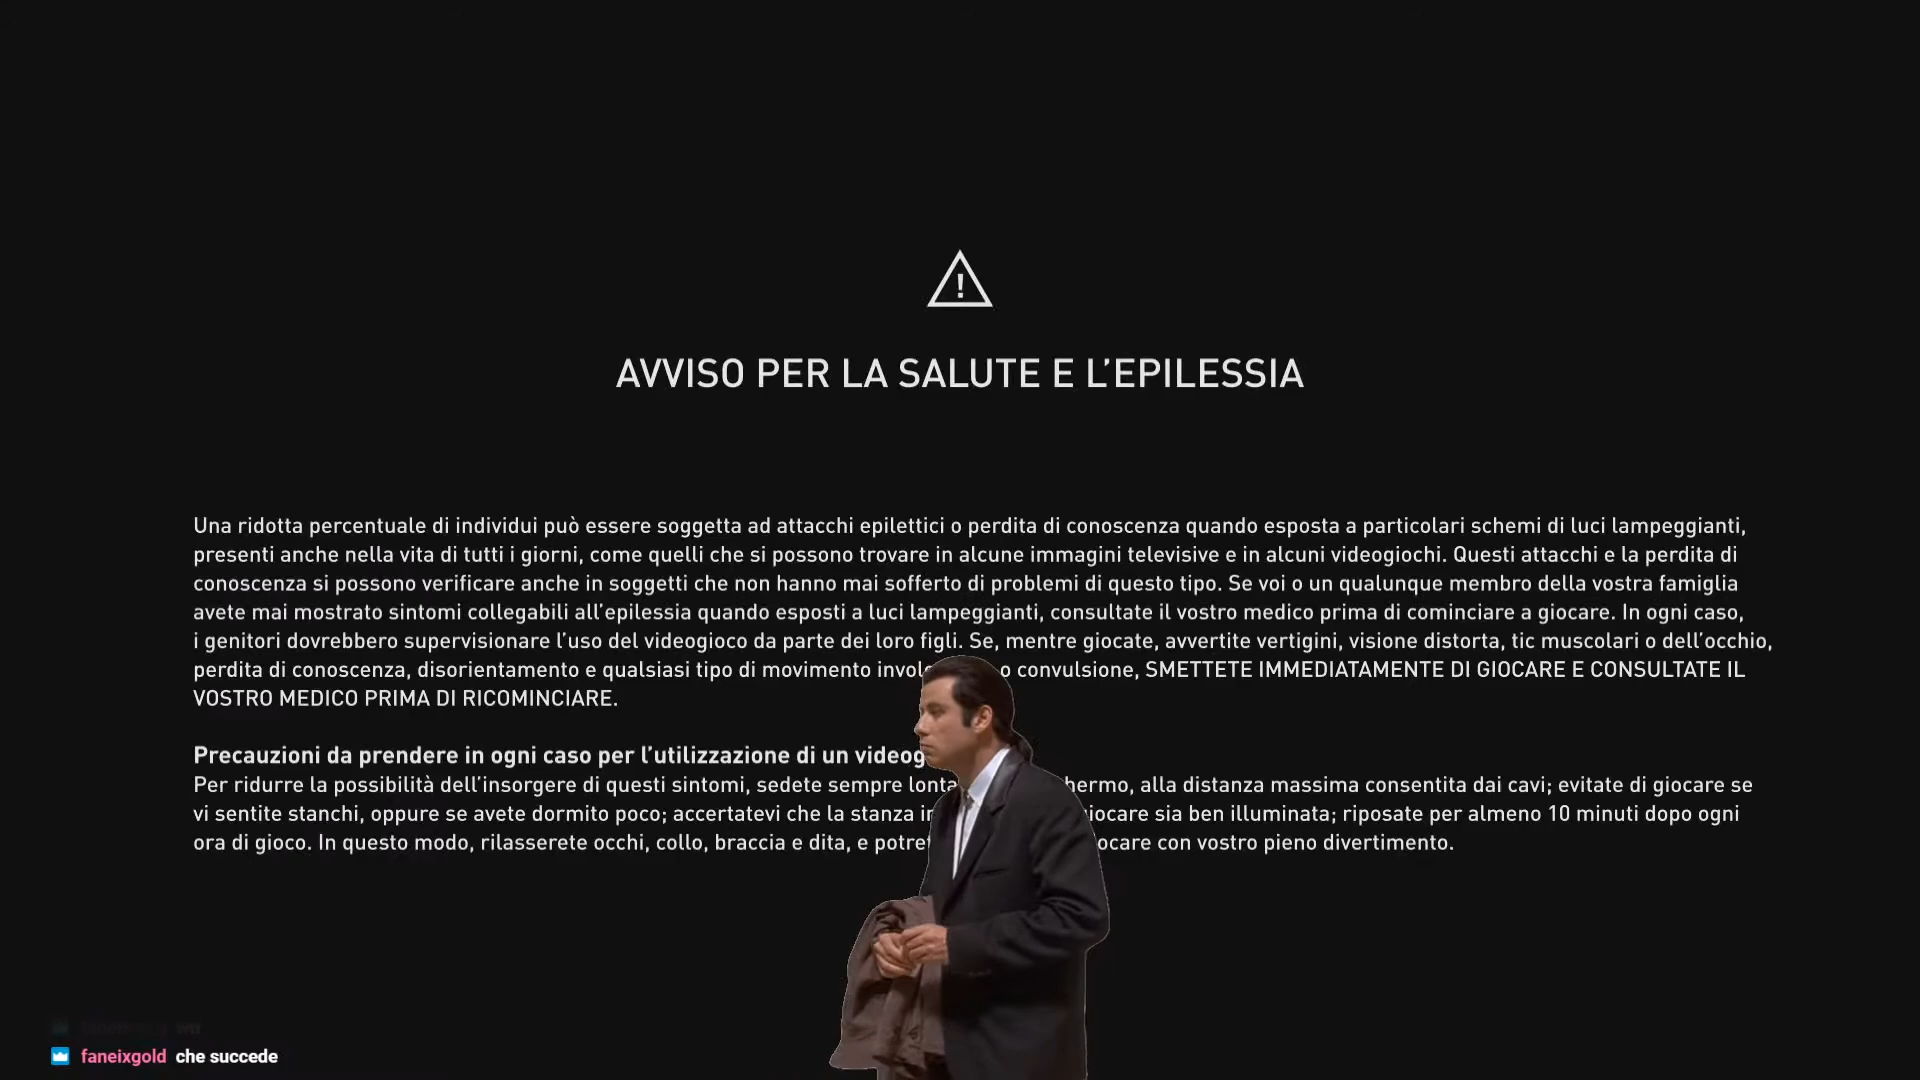 AVVISO PER LA SALUTE E L'EPILESSIA
Una ridotta percentuale di individui può essere soggetta ad attacchi epilettici o perdita di conoscenza quando esposta a particolari schemi di luci lampeggianti,
presenti anche nella vita di tutti i giorni, come quelli che si possono trovare in alcune immagini televisive e in alcuni videogiochi. Questi attacchi e la perdita di
conoscenza si possono verificare anche in soggetti che non hanno mai sofferto di problemi di questo tipo. Se voi o un qualunque membro della vostra famiglia
avete mai mostrato sintomi collegabili all'epilessia quando esposti a luci lampeggianti, consultate il vostro medico prima di cominciare a giocare. In ogni caso,
i genitori dovrebbero supervisionare l'uso del videogioco da parte dei loro figli. Se, mentre giocate, avvertite vertigini, visione distorta, tic muscolari o dell'occhio,
perdita di conoscenza, disorientamento e qualsiasi tipo di movimento o convulsione, SMETTETE IMMEDIATAMENTE DI GIOCARE E CONSULTATE IL
VOSTRO MEDICO PRIMA DI RICOMINCIARE.
Precauzioni da prendere in ogni caso per l'utilizzazione di un
Per ridurre la possibilità dell'insorgere di questi sintomi, sedete sempre alla distanza massima consentita dai cavi; evitate di giocare se
vi sentite stanchi, oppure se avete dormito poco; accertatevi che la stanza sia ben illuminata; riposate per almeno 10 minuti dopo ogni
ora di gioco. In questo modo, rilasserete occhi, collo, braccia e dita, e con vostro pieno divertimento.
faneixgold che succede